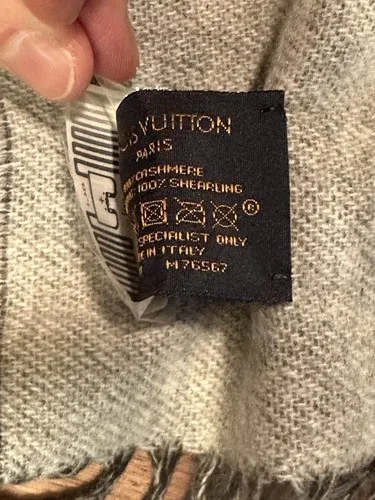 VUITTON
PARIS
CASHMERE
100% SHEARLING
SPECIALIST ONLY
IN ITALY
M76567